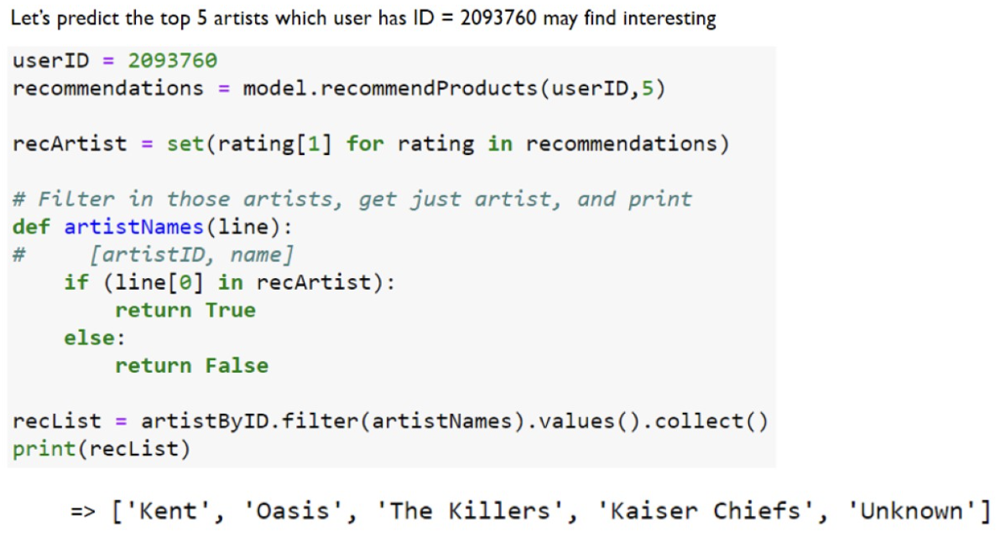 Let's predict the top 5 artists which user has ID = 2093760 may find interesting
userID = 2093760
recommendations = model.recommendProducts(userID,5)
recArtist = set(rating[1] for rating in recommendations)
# Filter in those artists, get just artist, and print
def artistNames(line):
#     [artistID, name]
    if (line[0] in recArtist):
        return True
    else:
        return False
recList = artistByID.filter(artistNames).values().collect()
print(recList)
=> ['Kent', 'Oasis', 'The Killers', 'Kaiser Chiefs', 'Unknown']